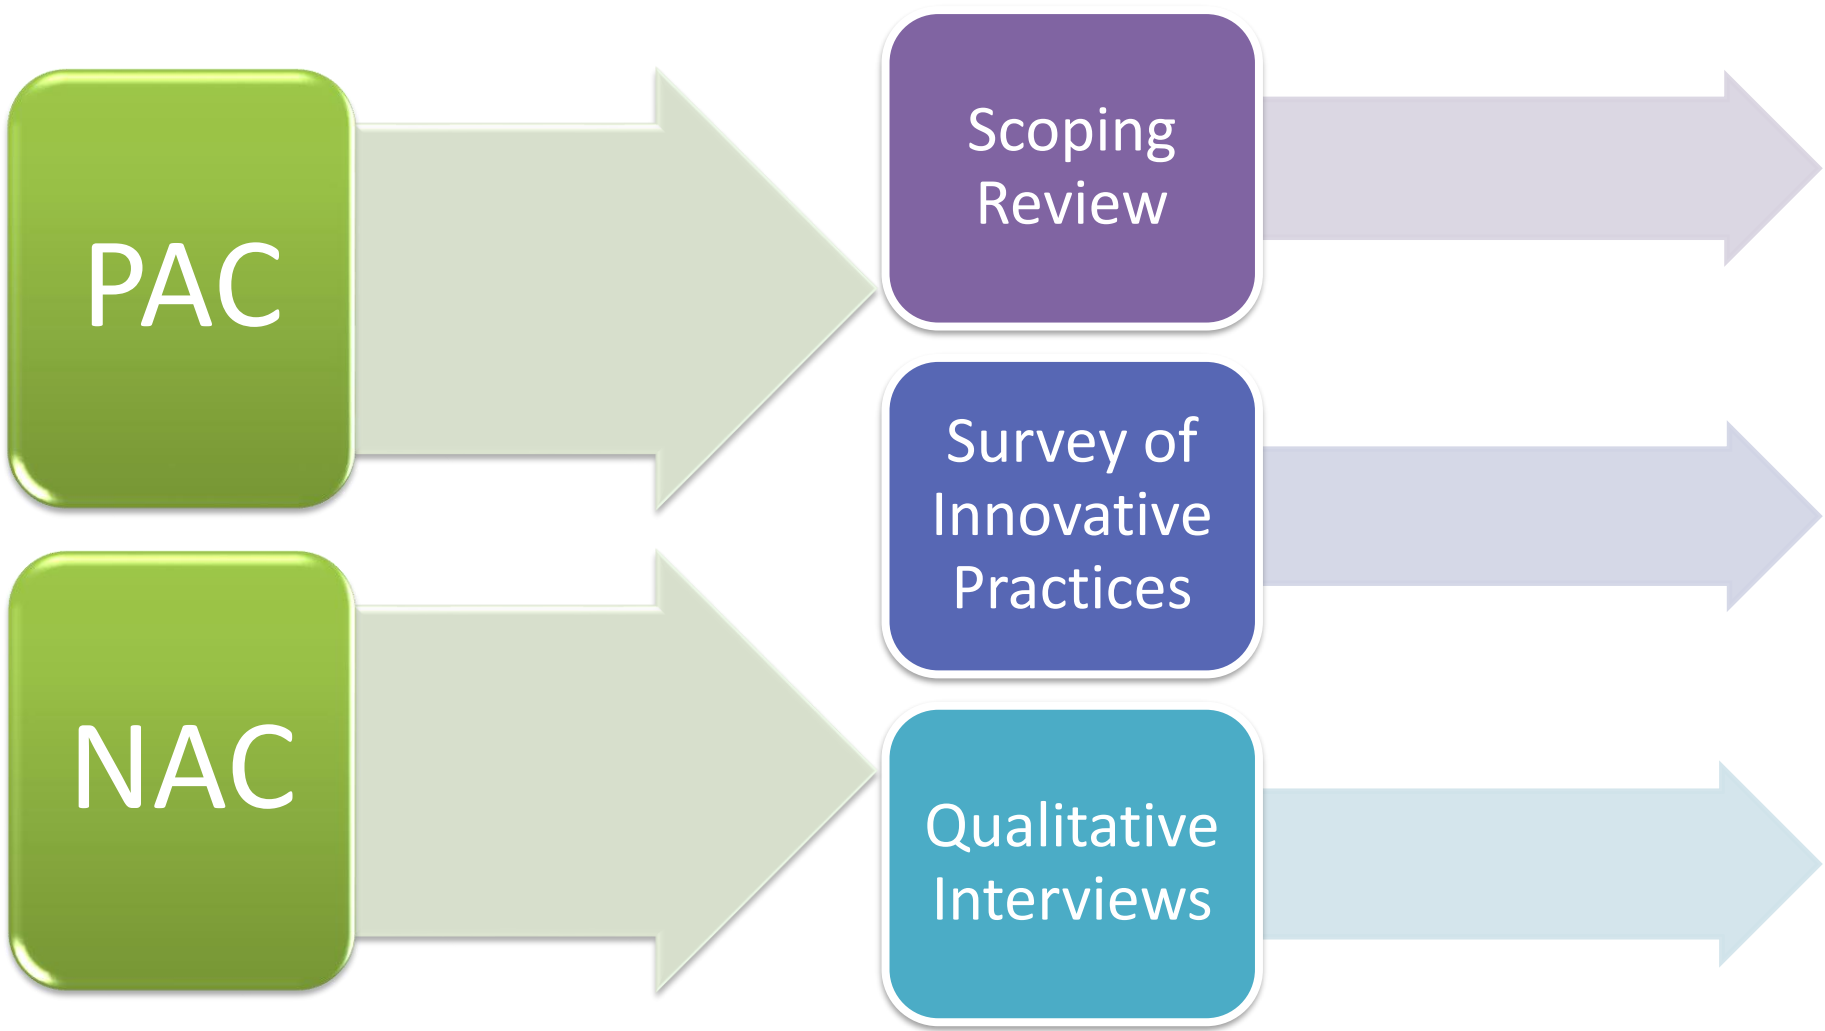 PAC
NAC
Scoping
Review
Survey of
Innovative
Practices
Qualitative
Interviews